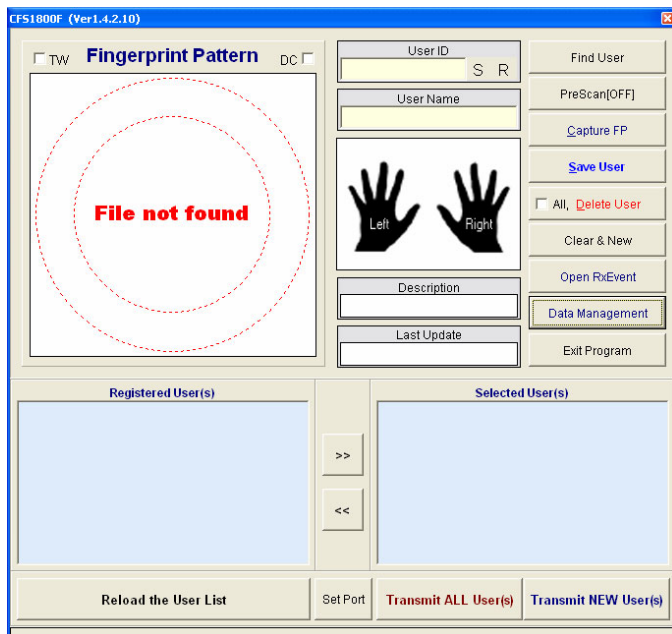 CFS1800F (Ver1.4.2.10)
TW
Fingerprint Pattern
DC
File not found
User ID
S R
User Name
Left
Right
Description
Last Update
Find User
PreScan[OFF]
Capture FP
Save User
All, Delete User
Clear & New
Open RxEvent
Data Management
Exit Program
Registered User(s)
>>
<<
Selected User(s)
Reload the User List
Set Port
Transmit ALL User(s)
Transmit NEW User(s)